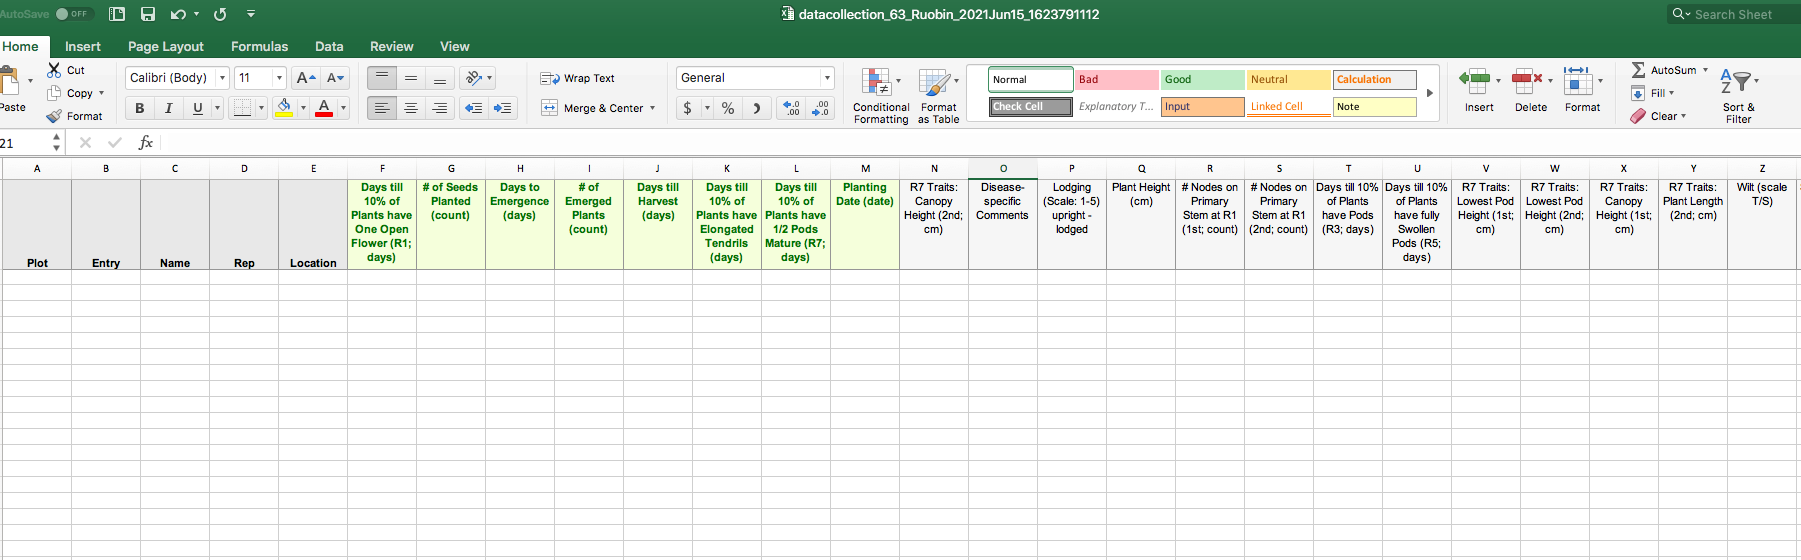 AutoSave OFF
datacollection_63_Ruobin_2021Jun15_1623791112
Search Sheet
Home Insert Page Layout Formulas Data Review View
Cut
Copy
Paste
Format
Calibri (Body) 11 A A
B I U A
Wrap Text
Merge & Center
General
$ % )
.0 .00
.00 .0
Conditional
Formatting
Format
as Table
Normal Bad Good Neutral Calculation
Check Cell Explanatory T... Input Linked Cell Note
Insert Delete Format
AutoSum
Fill
Clear
Sort &
Filter
21 fx
A B C D E F G H I J K L M N O P Q R S T U V W X Y Z
Plot
Entry
Name
Rep
Location
Days till
10% of
Plants have
One Open
Flower (R1;
days)
# of Seeds
Planted
(count)
Days to
Emergence
(days)
# of
Emerged
Plants
(count)
Days till
Harvest
(days)
Days till
10% of
Plants have
Elongated
Tendrils
(days)
Days till
10% of
Plants have
1/2 Pods
Mature (R7;
days)
Planting
Date (date)
R7 Traits:
Canopy
Height (2nd;
cm)
Disease-
specific
Comments
Lodging
(Scale: 1-5)
upright -
lodged
Plant Height
(cm)
# Nodes on
Primary
Stem at R1
(1st; count)
# Nodes on
Primary
Stem at R1
(2nd; count)
Days till 10%
of Plants
have Pods
(R3; days)
Days till 10%
of Plants
have fully
Swollen
Pods (R5;
days)
R7 Traits:
Lowest Pod
Height (1st;
cm)
R7 Traits:
Lowest Pod
Height (2nd;
cm)
R7 Traits:
Canopy
Height (1st;
cm)
R7 Traits:
Plant Length
(2nd; cm)
Wilt (scale
T/S)